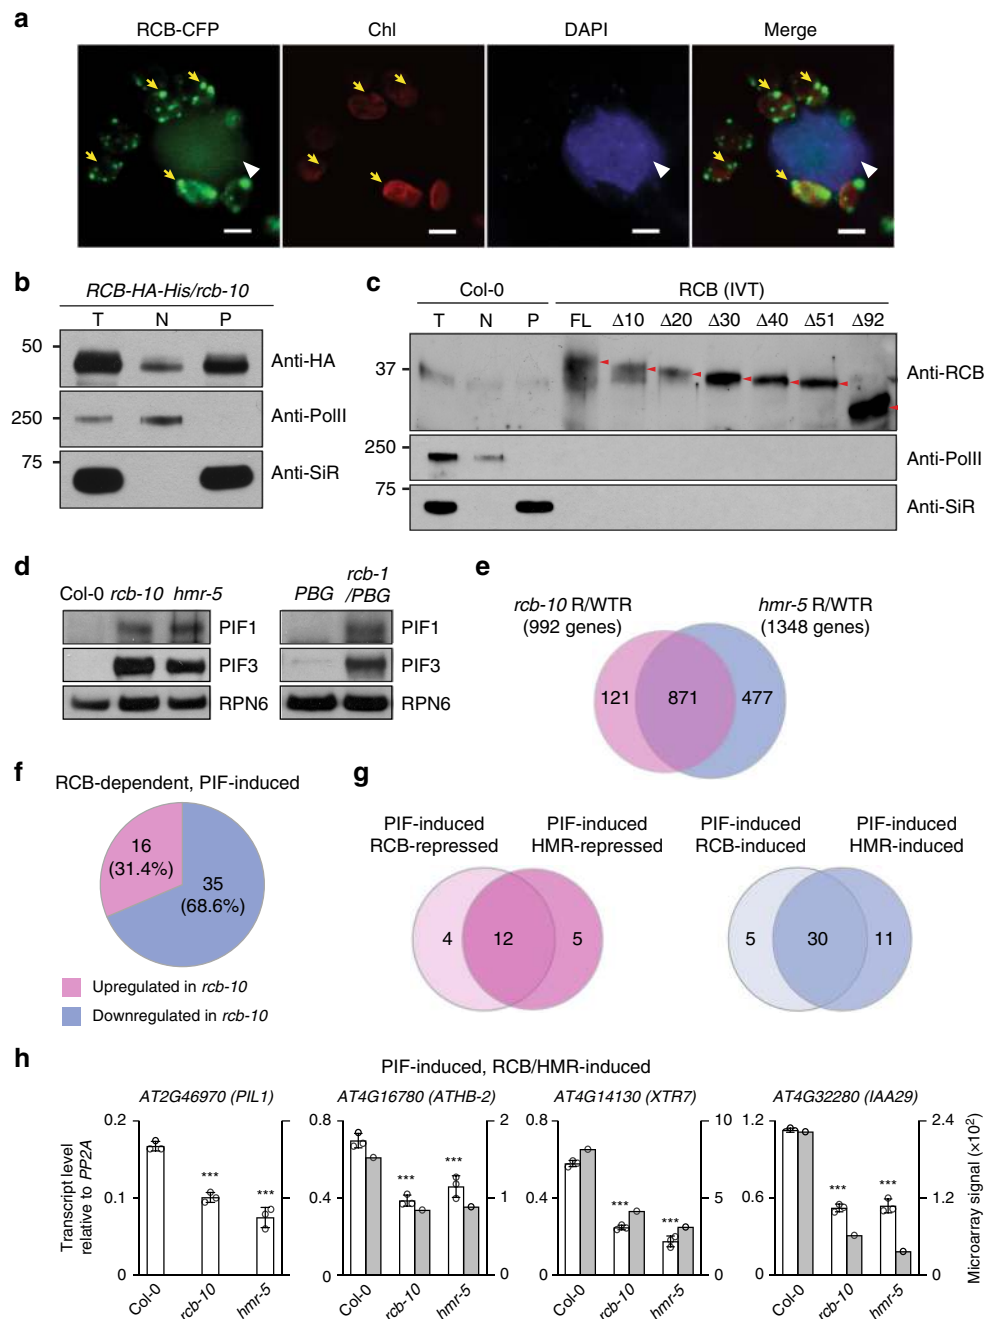 a
RCB-CFP Chl DAPI Merge
b
RCB-HA-His/rcb-10
T N P
50
Anti-HA
250
Anti-PolII
75
Anti-SiR
c
Col-0 RCB (IVT)
T N P FL Δ10 Δ20 Δ30 Δ40 Δ51 Δ92
37
Anti-RCB
250
Anti-PolII
75
Anti-SiR
d
Col-0 rcb-10 hmr-5
PIF1
PIF3
RPN6
PBG rcb-1
/PBG
PIF1
PIF3
RPN6
e
rcb-10 R/WTR
(992 genes)
hmr-5 R/WTR
(1348 genes)
121 871 477
f
RCB-dependent, PIF-induced
16
(31.4%)
35
(68.6%)
Upregulated in rcb-10
Downregulated in rcb-10
g
PIF-induced
RCB-repressed
PIF-induced
HMR-repressed
4 12 5
PIF-induced
RCB-induced
PIF-induced
HMR-induced
5 30 11
h
PIF-induced, RCB/HMR-induced
Transcript level
relative to PP2A
AT2G46970 (PIL1)
0.2
0.1
0
***
***
Col-0 rcb-10 hmr-5
AT4G16780 (ATHB-2)
0.8
0.4
0
2
1
0
***
***
Col-0 rcb-10 hmr-5
AT4G14130 (XTR7)
0.8
0.4
0
10
5
0
***
***
Col-0 rcb-10 hmr-5
AT4G32280 (IAA29)
1.2
0.6
0
2.4
1.2
0
***
***
Col-0 rcb-10 hmr-5
Microarray signal (×10²)